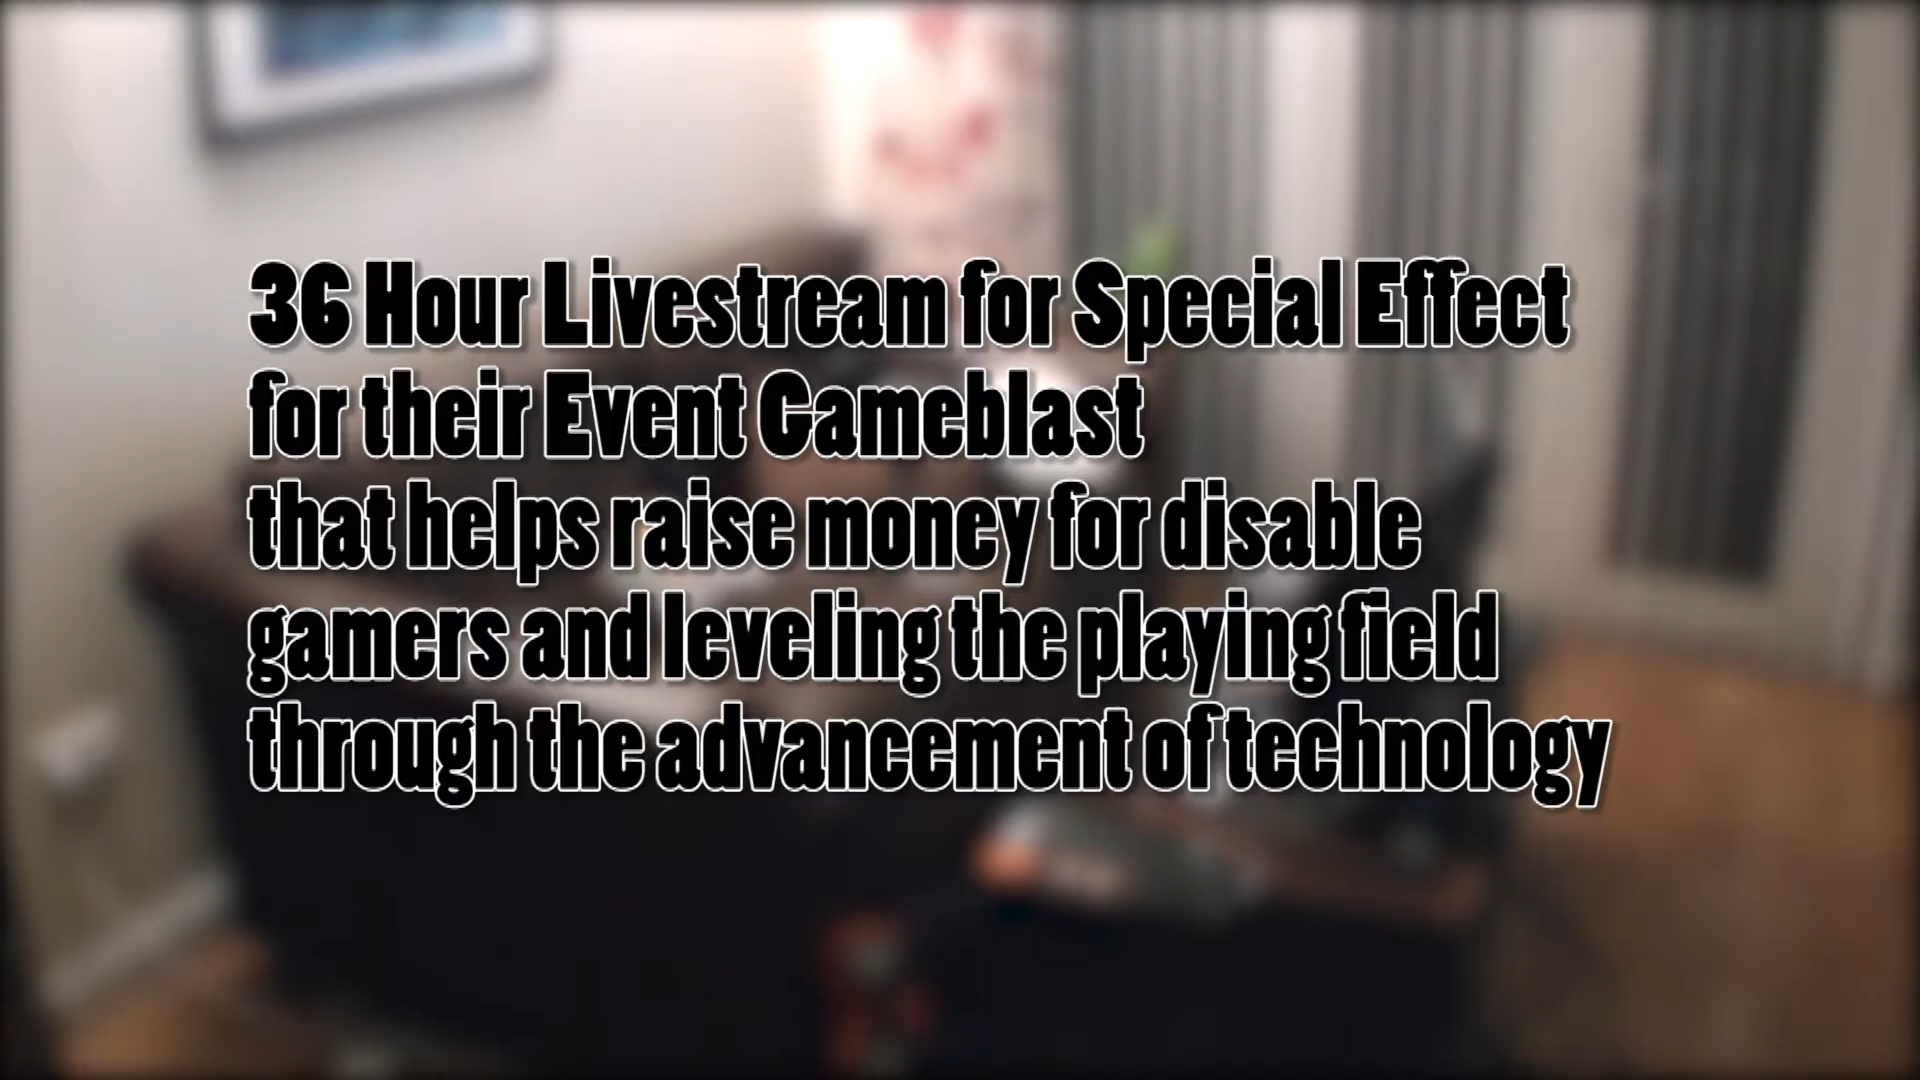 36 Hour Livestream for Special Effect
for their Event Gameblast
that helps raise money for disable
gamers and leveling the playing field
through the advancement of technology